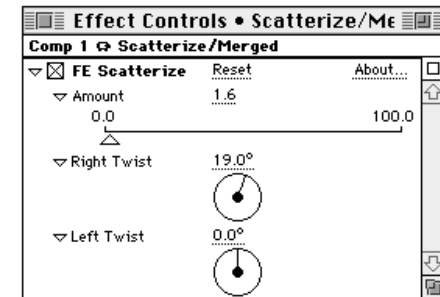 Effect Controls • Scatterize/Me
Comp 1 Scatterize/Merged
FE Scatterize Reset About...
Amount 1.6
0.0 100.0
Right Twist 19.0°
Left Twist 0.0°